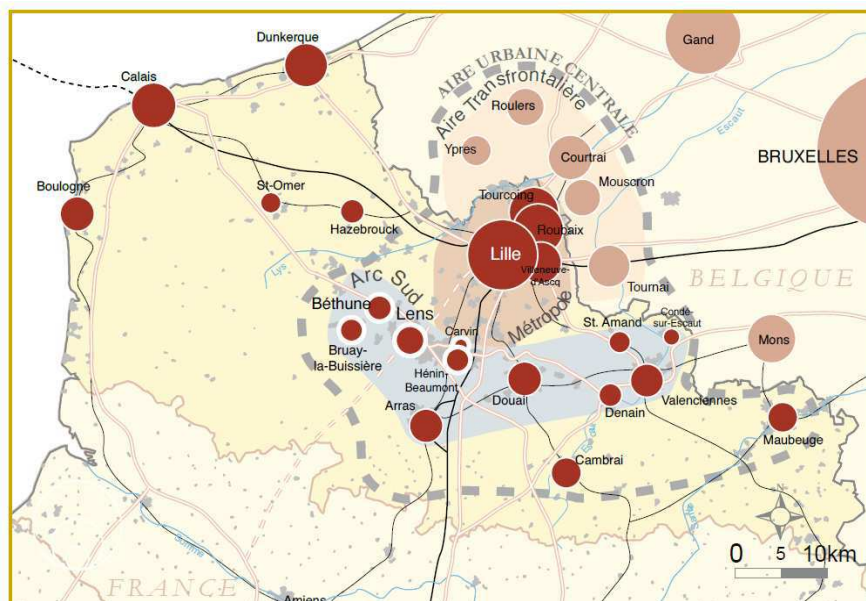 Dunkerque
Calais
Gand
AIRE URBAINE CENTRALE
Aire Transfrontalière
Roulers
Escaut
Ypres
Courtrai
BRUXELLES
Boulogne
St-Omer
Tourcoing
Mouscron
Hazebrouck
Roubaix
Lille
Lys
Villeneuve-
d'Ascq
Tournai
BELGIQUE
Arc Sud
Métropole
Béthune
Lens
Carvin
St. Amand
Condé-
sur-Escaut
Mons
Bruay-
la-Buissière
Hénin-
Beaumont
Douai
Valenciennes
Arras
Denain
Maubeuge
Cambrai
N
Somme
0 5 10km
FRANCE
Amiens